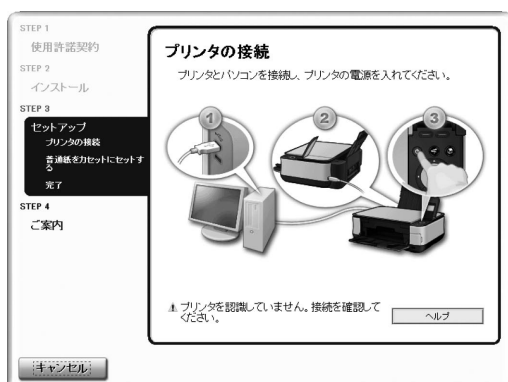 STEP 1
使用許諾契約
STEP 2
インストール
STEP 3
セットアップ
プリンタの接続
普通紙をカセットにセットす
る
完了
STEP 4
ご案内
プリンタの接続
プリンタとパソコンを接続し、プリンタの電源を入れてください。
1
2
3
プリンタを認識していません。接続を確認して
ください。
ヘルプ
キャンセル